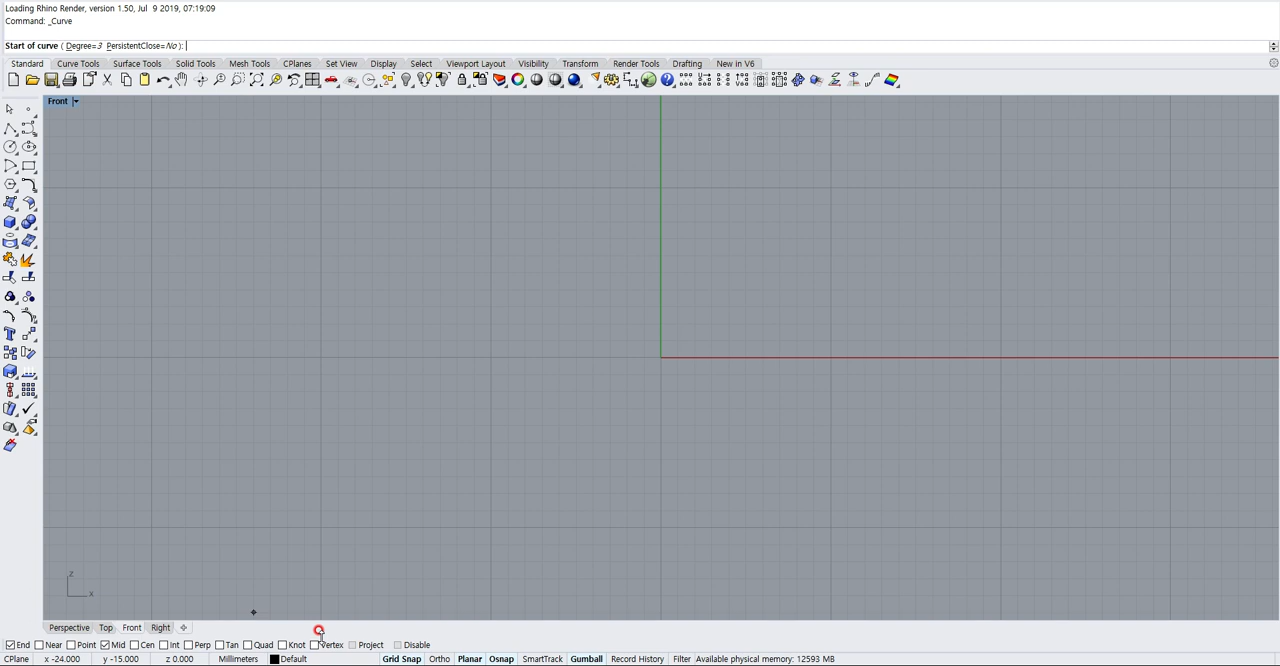 Loading Rhino Render, version 1.50, Jul 9 2019, 07:19:09
Command: _Curve
Start of curve ( Degree=3 PersistentClose=No ):
Standard Curve Tools Surface Tools Solid Tools Mesh Tools CPlanes Set View Display Select Viewport Layout Visibility Transform Render Tools Drafting New in V6
Front
z
x
Perspective Top Front Right
End Near Point Mid Cen Int Perp Tan Quad Knot Vertex Project Disable
CPlane x -24.000 y -15.000 z 0.000 Millimeters Default Grid Snap Ortho Planar Osnap SmartTrack Gumball Record History Filter Available physical memory: 12593 MB